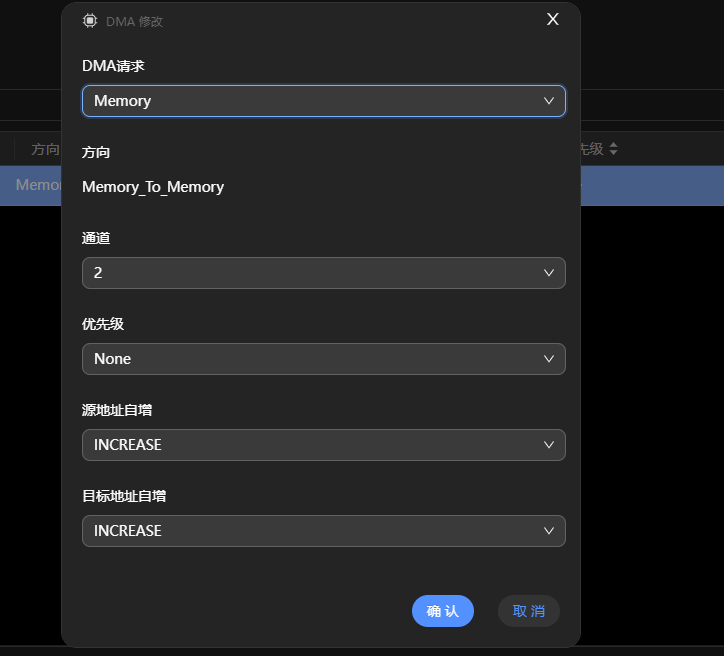 DMA 修改
X
DMA请求
Memory
方向
Memory_To_Memory
通道
2
优先级
None
源地址自增
INCREASE
目标地址自增
INCREASE
确 认
取 消
方向
先级
Memo